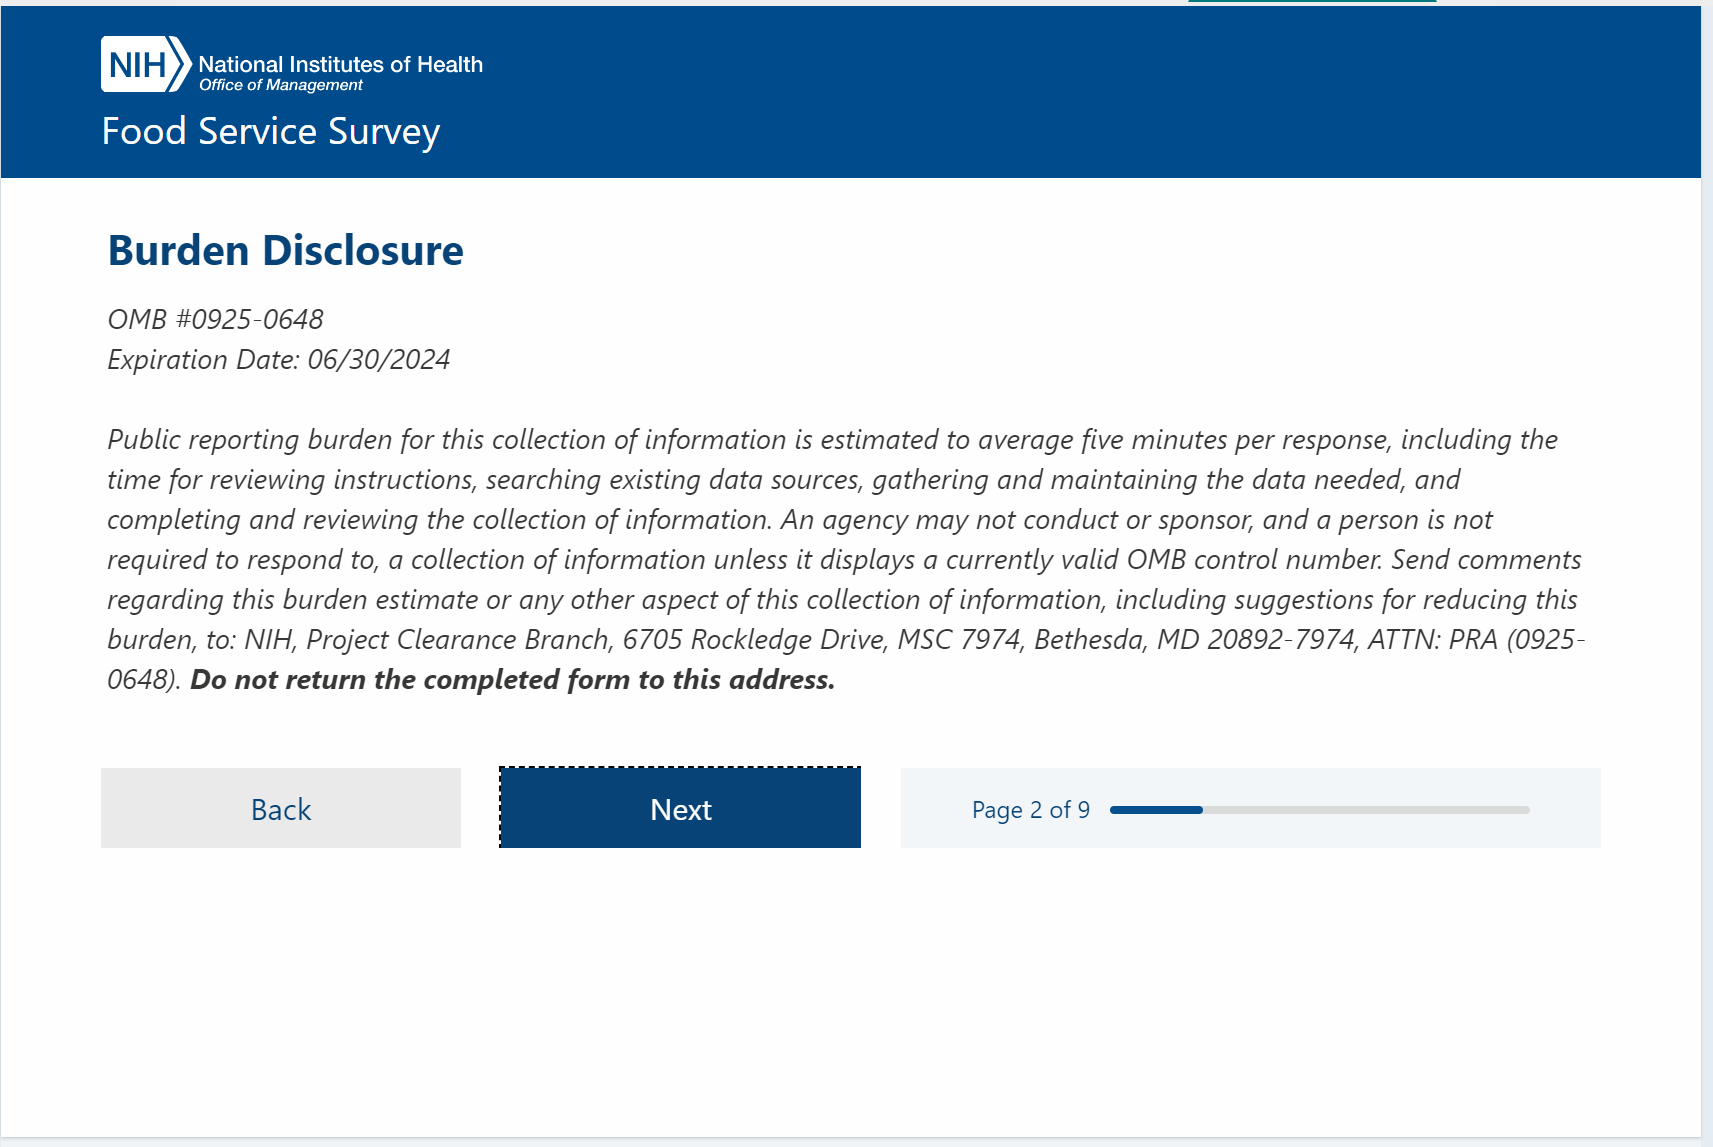 NIH
National Institutes of Health
Office of Management
Food Service Survey
Burden Disclosure
OMB #0925-0648
Expiration Date: 06/30/2024
Public reporting burden for this collection of information is estimated to average five minutes per response, including the
time for reviewing instructions, searching existing data sources, gathering and maintaining the data needed, and
completing and reviewing the collection of information. An agency may not conduct or sponsor, and a person is not
required to respond to, a collection of information unless it displays a currently valid OMB control number. Send comments
regarding this burden estimate or any other aspect of this collection of information, including suggestions for reducing this
burden, to: NIH, Project Clearance Branch, 6705 Rockledge Drive, MSC 7974, Bethesda, MD 20892-7974, ATTN: PRA (0925-
0648). Do not return the completed form to this address.
Back
Next
Page 2 of 9